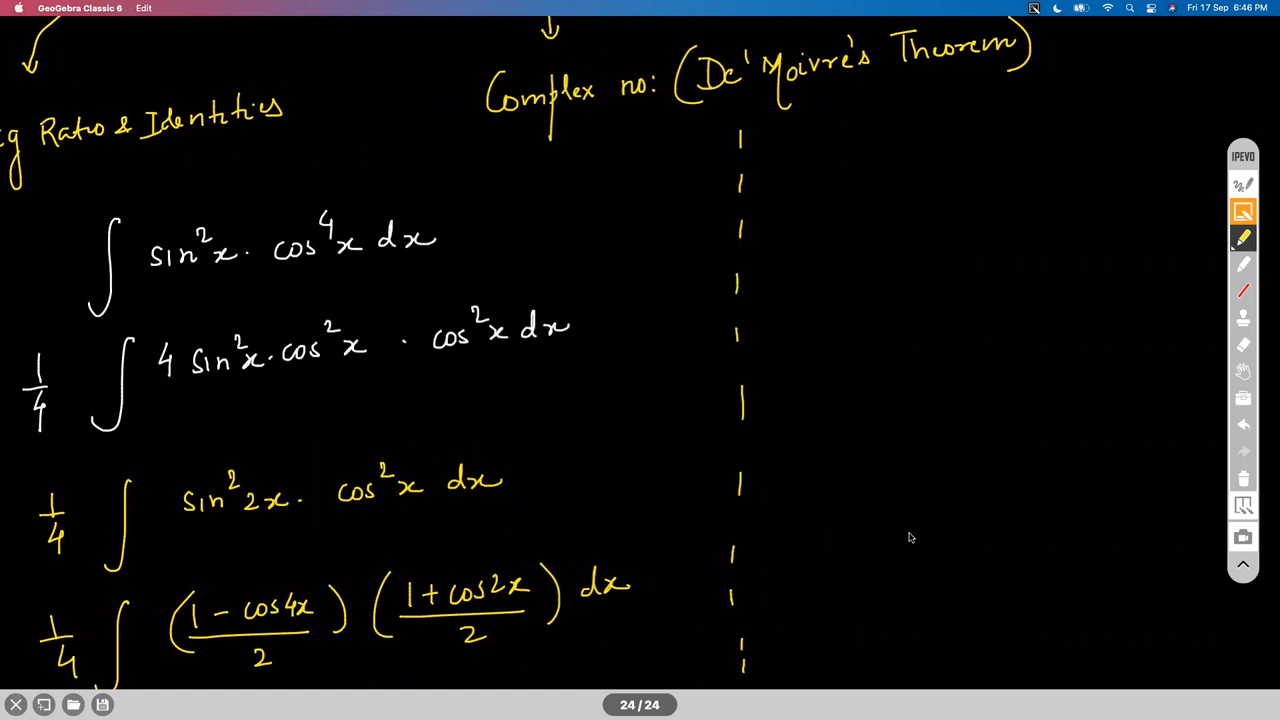 GeoGebra Classic 6 Edit Fri 17 Sep 6:46 PM
Complex no: (De' Moivre's Theorem)
g Ratio & Identities
IPEVO
∫ sin²x · cos⁴x dx
1/4 ∫ 4 sin²x · cos²x · cos²x dx
1/4 ∫ sin²2x · cos²x dx
1/4 ∫ ((1 - cos4x)/2) ((1 + cos2x)/2) dx
24 / 24